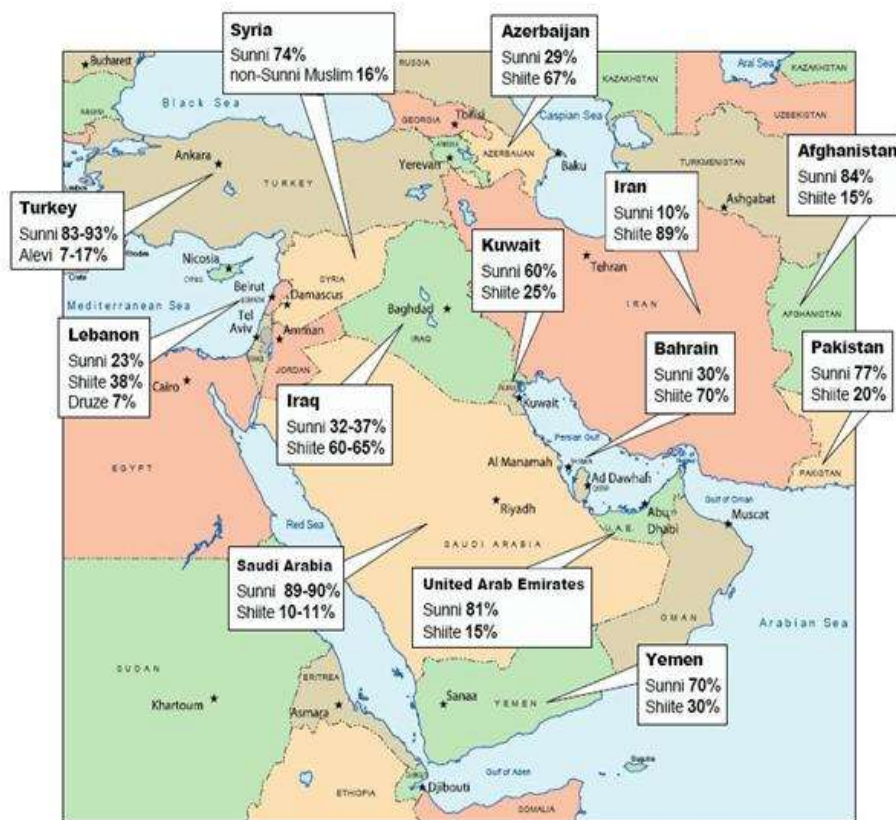 Syria
Sunni 74%
non-Sunni Muslim 16%
Azerbaijan
Sunni 29%
Shiite 67%
Afghanistan
Sunni 84%
Shiite 15%
Iran
Sunni 10%
Shiite 89%
Turkey
Sunni 83-93%
Alevi 7-17%
Kuwait
Sunni 60%
Shiite 25%
Lebanon
Sunni 23%
Shiite 38%
Druze 7%
Iraq
Sunni 32-37%
Shiite 60-65%
Bahrain
Sunni 30%
Shiite 70%
Pakistan
Sunni 77%
Shiite 20%
Saudi Arabia
Sunni 89-90%
Shiite 10-11%
United Arab Emirates
Sunni 81%
Shiite 15%
Yemen
Sunni 70%
Shiite 30%
Bucharest
RUSSIA
KAZAKHSTAN
Aral Sea
KAZAKHSTAN
UZBEKISTAN
Black Sea
GEORGIA
Tbilisi
Caspian Sea
AZERBAIJAN
Yerevan
Baku
TURKMENISTAN
Ashgabat
Ankara
TURKEY
Nicosia
Mediterranean Sea
Beirut
SYRIA
Damascus
Tel
Aviv
Amman
JORDAN
Baghdad
IRAQ
Tehran
IRAN
AFGHANISTAN
PAKISTAN
Cairo
EGYPT
Kuwait
Persian Gulf
Al Manamah
Ad Dawhah
Riyadh
Abu
Dhabi
U.A.E.
Gulf of Oman
Muscat
Red Sea
SAUDI ARABIA
OMAN
Arabian Sea
SUDAN
Khartoum
ERITREA
Asmara
Sanaa
YEMEN
Gulf of Aden
Djibouti
ETHIOPIA
SOMALIA